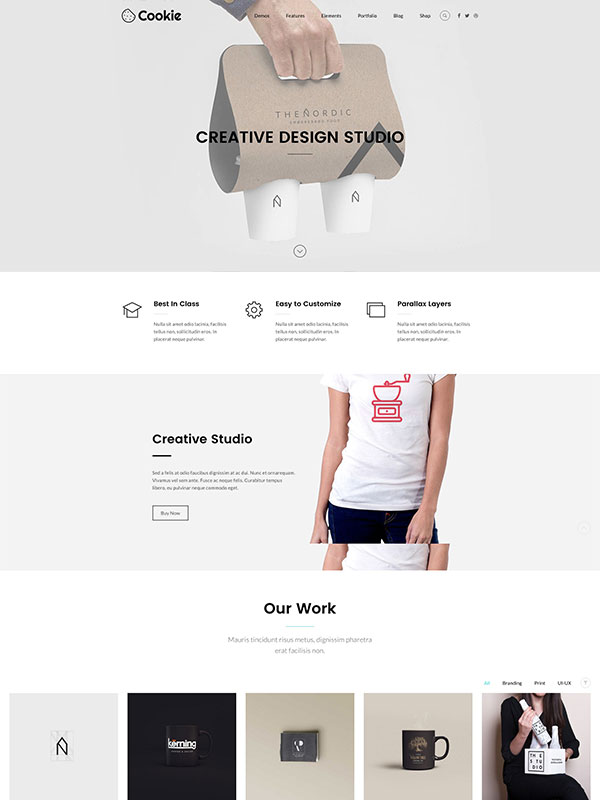 Cookie
Demos Features Elements Portfolio Blog Shop
THENORDIC
CREATIVE DESIGN STUDIO
Best In Class
Nulla sit amet odio lacinia, facilisis
tellus non, sollicitudin eros. In
placerat neque pulvinar.
Easy to Customize
Nulla sit amet odio lacinia, facilisis
tellus non, sollicitudin eros. In
placerat neque pulvinar.
Parallax Layers
Nulla sit amet odio lacinia, facilisis
tellus non, sollicitudin eros. In
placerat neque pulvinar.
Creative Studio
Sed a felis at odio faucibus dignissim at ac dui. Nunc et ornarequam.
Vivamus vel sem ante. Fusce ac neque felis. Curabitur tempus
libero, eu pulvinar neque commodo eget.
Buy Now
Our Work
Mauris tincidunt risus metus, dignissim pharetra
erat facilisis non.
All Branding Print UI-UX
kerning
THE
STUDIO